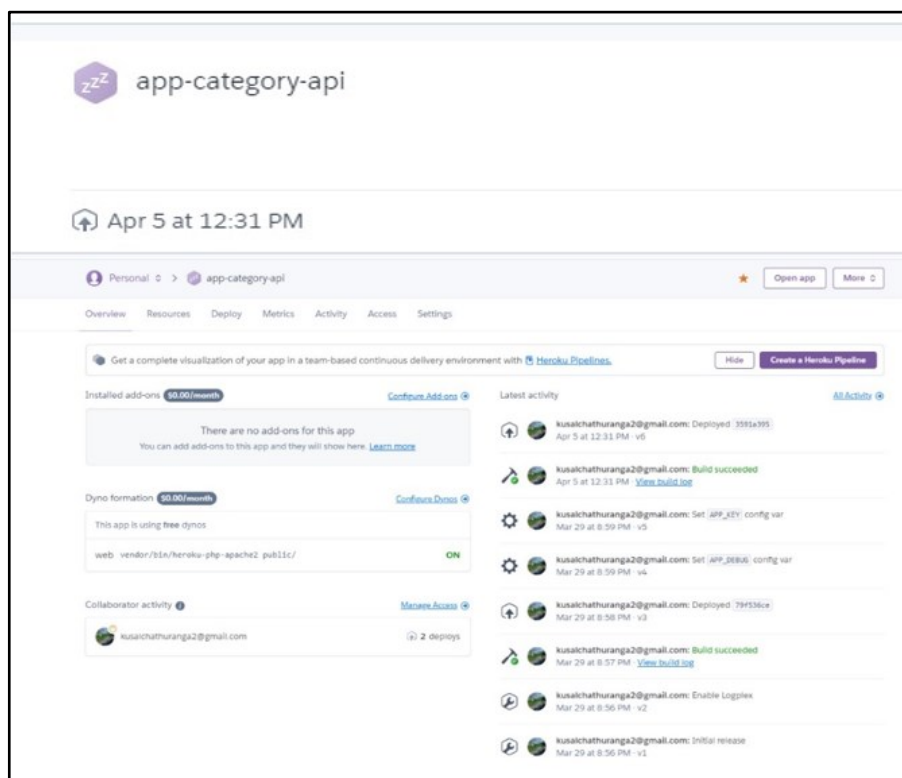 zzz
app-category-api
Apr 5 at 12:31 PM
Personal > app-category-api
Open app
More
Overview Resources Deploy Metrics Activity Access Settings
Get a complete visualization of your app in a team-based continuous delivery environment with Heroku Pipelines.
Hide
Create a Heroku Pipeline
Installed add-ons $0.00/month
Configure Add-ons
There are no add-ons for this app
You can add add-ons to this app and they will show here. Learn more
Dyno formation $0.00/month
Configure Dynos
This app is using free dynos
web vendor/bin/heroku-php-apache2 public/ ON
Collaborator activity
Manage Access
kusalchathuranga2@gmail.com 2 deploys
Latest activity
All Activity
kusalchathuranga2@gmail.com: Deployed 3591a395
Apr 5 at 12:31 PM · v6
kusalchathuranga2@gmail.com: Build succeeded
Apr 5 at 12:31 PM · View build log
kusalchathuranga2@gmail.com: Set APP_KEY config var
Mar 29 at 8:59 PM · v5
kusalchathuranga2@gmail.com: Set APP_DEBUG config var
Mar 29 at 8:59 PM · v4
kusalchathuranga2@gmail.com: Deployed 79f536ce
Mar 29 at 8:58 PM · v3
kusalchathuranga2@gmail.com: Build succeeded
Mar 29 at 8:57 PM · View build log
kusalchathuranga2@gmail.com: Enable Logplex
Mar 29 at 8:56 PM · v2
kusalchathuranga2@gmail.com: Initial release
Mar 29 at 8:56 PM · v1